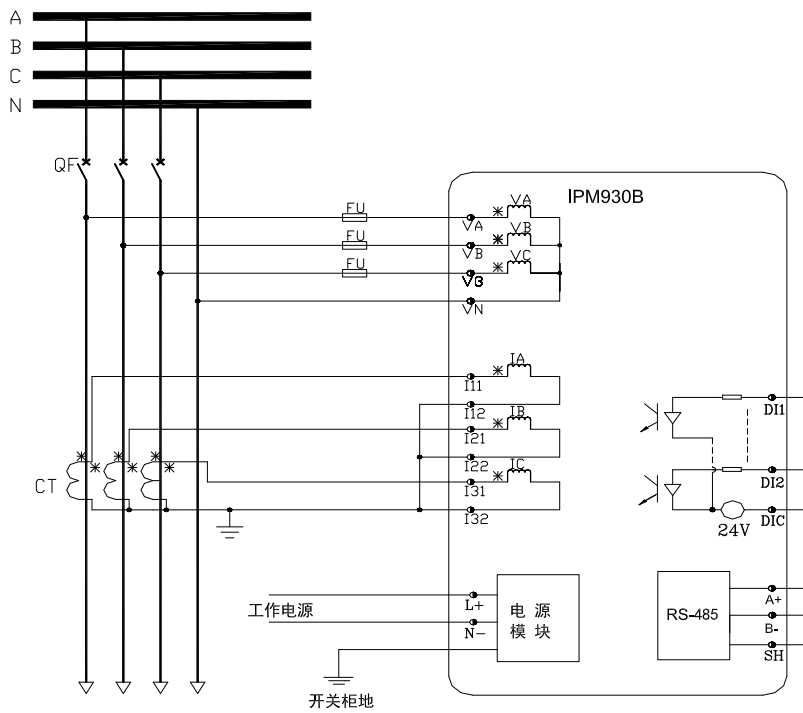 A
B
C
N
QF
IPM930B
FU
VA
VA
FU
VB
VB
FU
VC
V3
VN
IA
I11
I12
IB
I21
I22
IC
I31
I32
CT
DI1
DI2
24V
DIC
工作电源
L+
N-
电源
模块
开关柜地
RS-485
A+
B-
SH